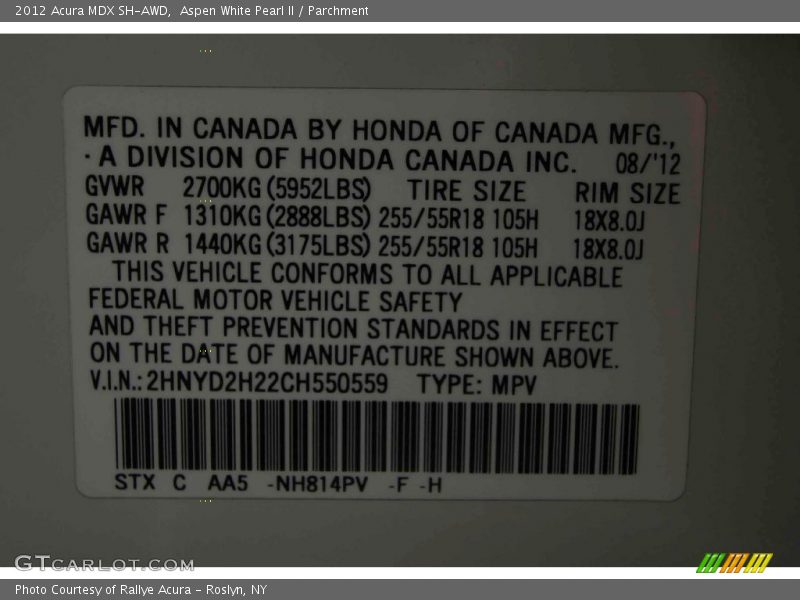 2012 Acura MDX SH-AWD,  Aspen White Pearl II / Parchment
MFD. IN CANADA BY HONDA OF CANADA MFG.,
· A DIVISION OF HONDA CANADA INC. 08/'12
GVWR 2700KG (5952LBS) TIRE SIZE RIM SIZE
GAWR F 1310KG (2888LBS) 255/55R18 105H 18X8.0J
GAWR R 1440KG (3175LBS) 255/55R18 105H 18X8.0J
THIS VEHICLE CONFORMS TO ALL APPLICABLE
FEDERAL MOTOR VEHICLE SAFETY
AND THEFT PREVENTION STANDARDS IN EFFECT
ON THE DATE OF MANUFACTURE SHOWN ABOVE.
V.I.N.: 2HNYD2H22CH550559 TYPE: MPV
STX C AA5 -NH814PV -F -H
GTCARLOT.COM
Photo Courtesy of Rallye Acura - Roslyn, NY